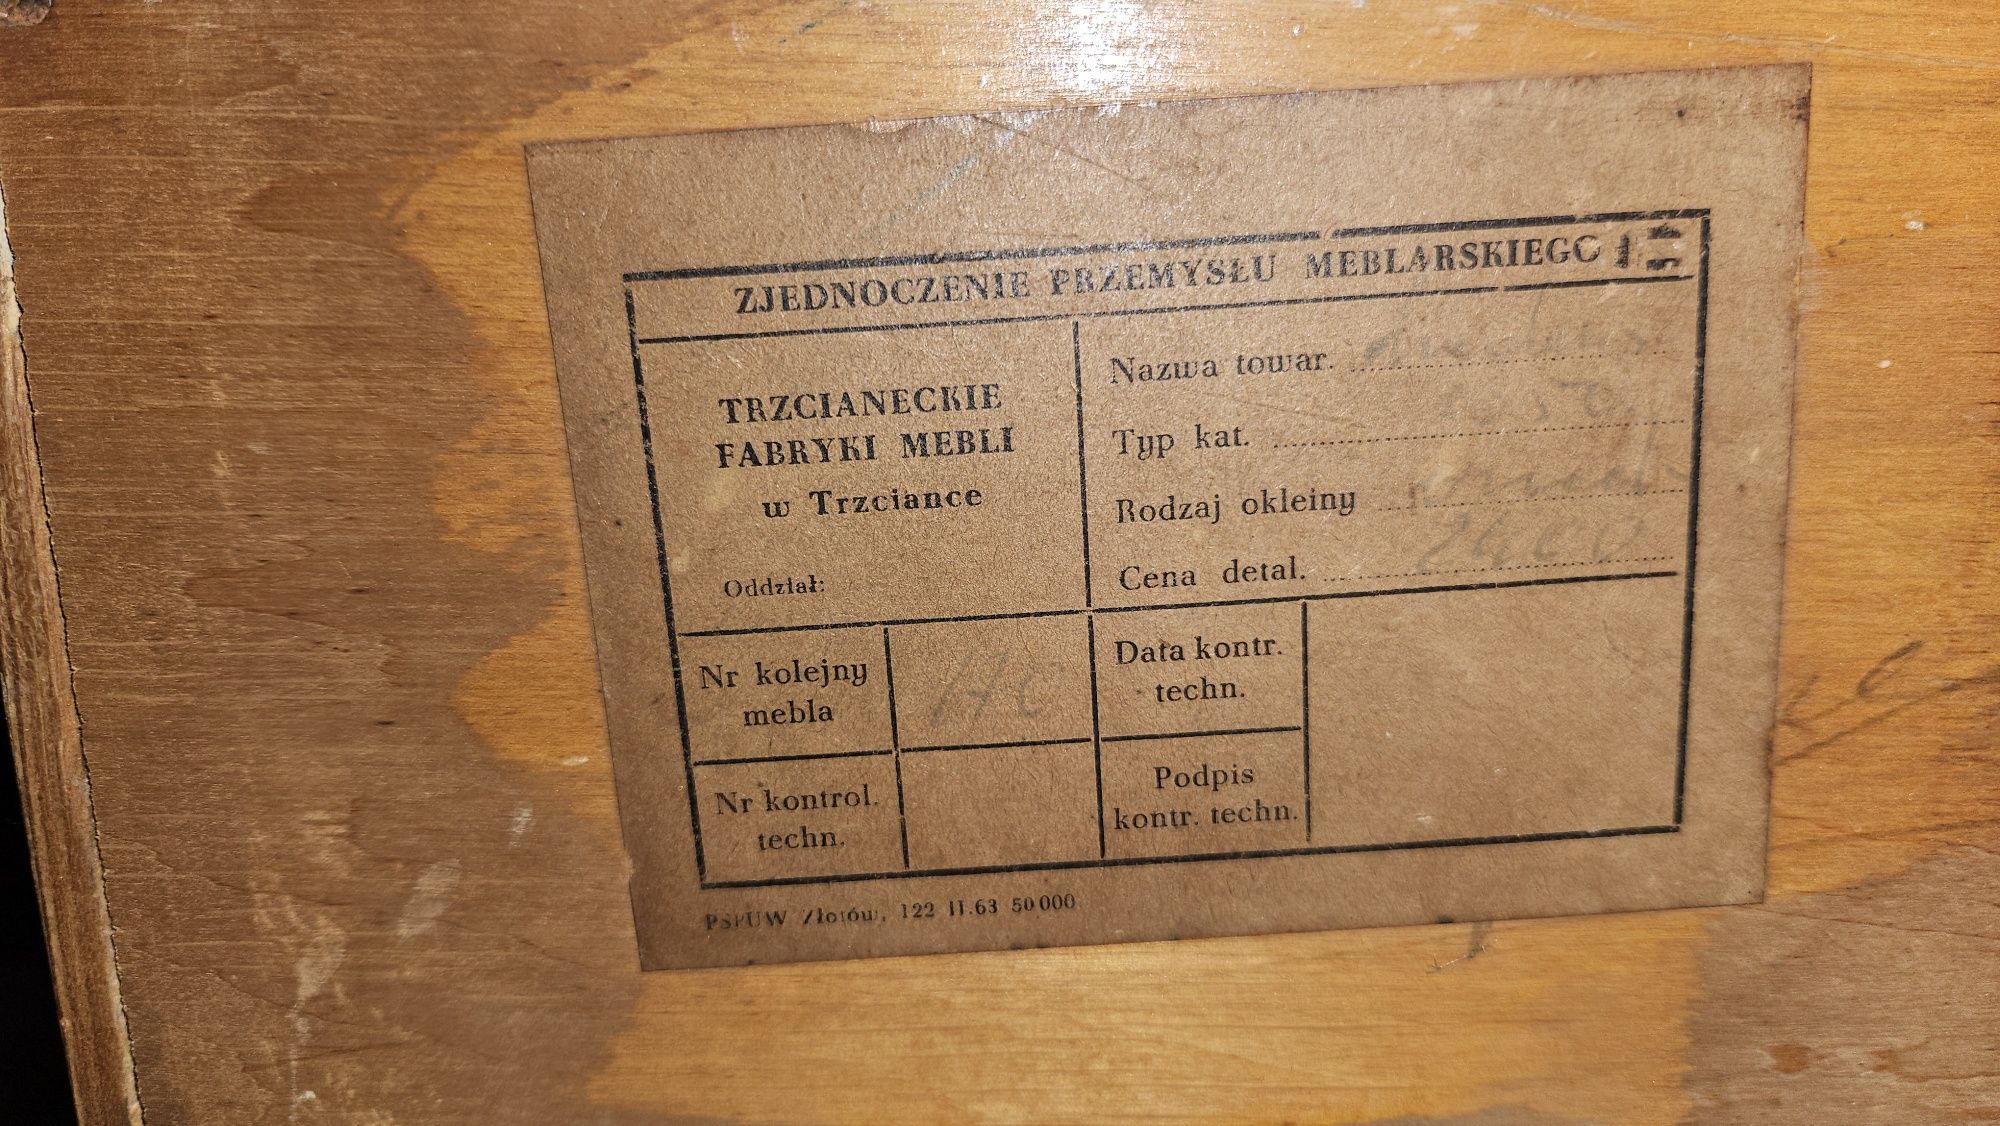 ZJEDNOCZENIE PRZEMYSŁU MEBLARSKIEGO
TRZCIANECKIE
FABRYKI MEBLI
w Trzciance
Oddział:
Nazwa towar.
Typ kat.
Rodzaj okleiny
Cena detal. 2400
Nr kolejny
mebla
Data kontr.
techn.
Nr kontrol.
techn.
Podpis
kontr. techn.
PSPUW Złotów, 122 II.63 50 000